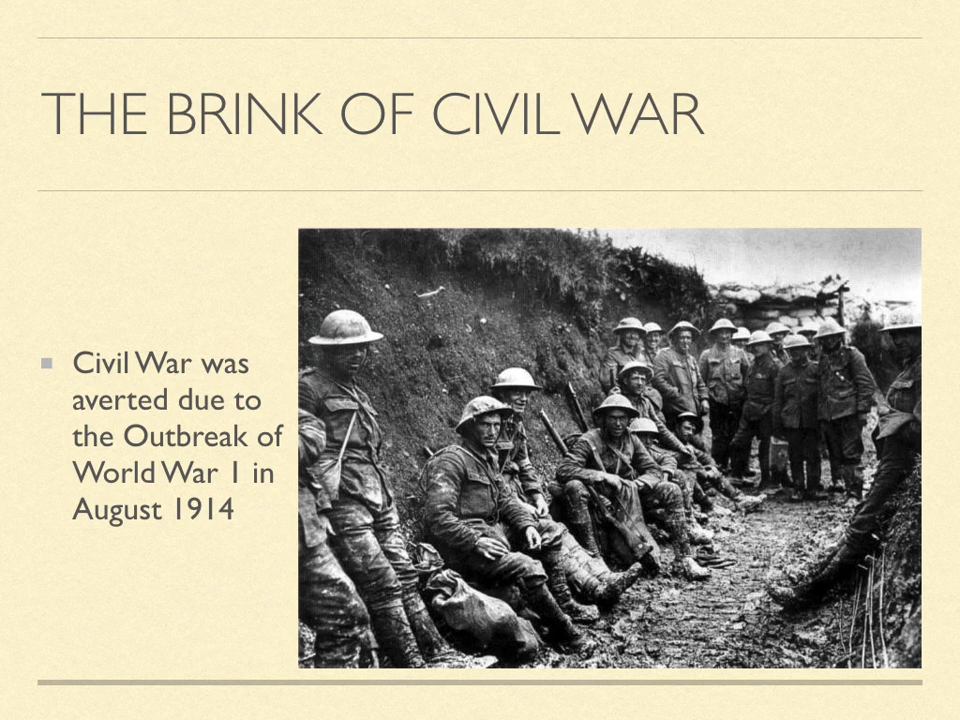 THE BRINK OF CIVIL WAR
Civil War was
averted due to
the Outbreak of
World War 1 in
August 1914